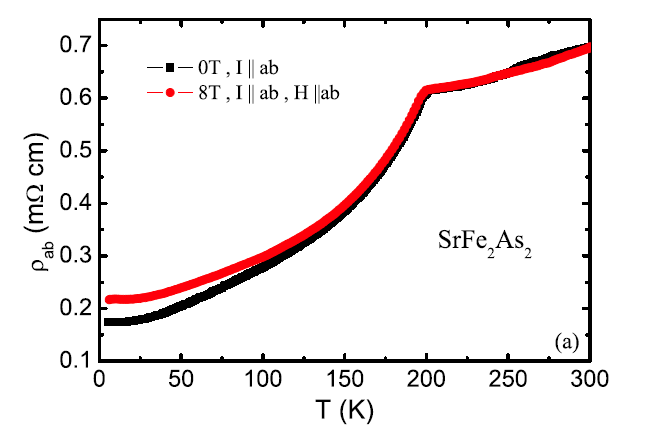 0.7
0.6
0.5
0.4
0.3
0.2
0.1
ρab (mΩ cm)
0T , I || ab
8T , I || ab , H ||ab
SrFe2As2
(a)
0 50 100 150 200 250 300
T (K)